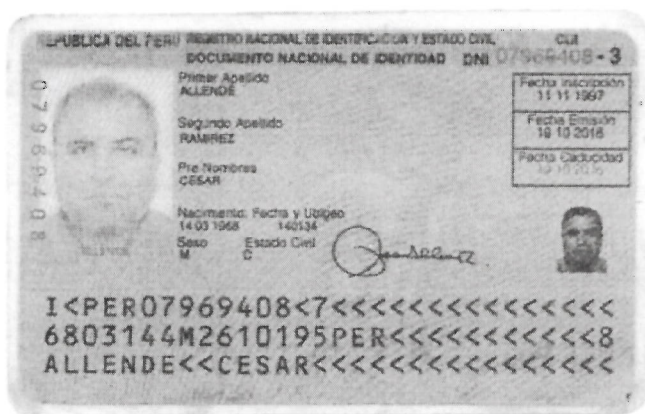 REPUBLICA DEL PERU REGISTRO NACIONAL DE IDENTIFICACION Y ESTADO CIVIL
DOCUMENTO NACIONAL DE IDENTIDAD DNI 07969408-3
07969408
Primer Apellido
ALLENDE
Segundo Apellido
RAMIREZ
Pre Nombres
CESAR
Nacimiento: Fecha y Ubigeo
14 03 1968 140134
Sexo Estado Civil
M C
Fecha Inscripción
11 11 1997
Fecha Emisión
19 10
Fecha Caducidad
ALLENDE
I<PER07969408<7<<<<<<<<<<<<<<<
6803144M2610195PER<<<<<<<<<<<8
ALLENDE<<CESAR<<<<<<<<<<<<<<<<